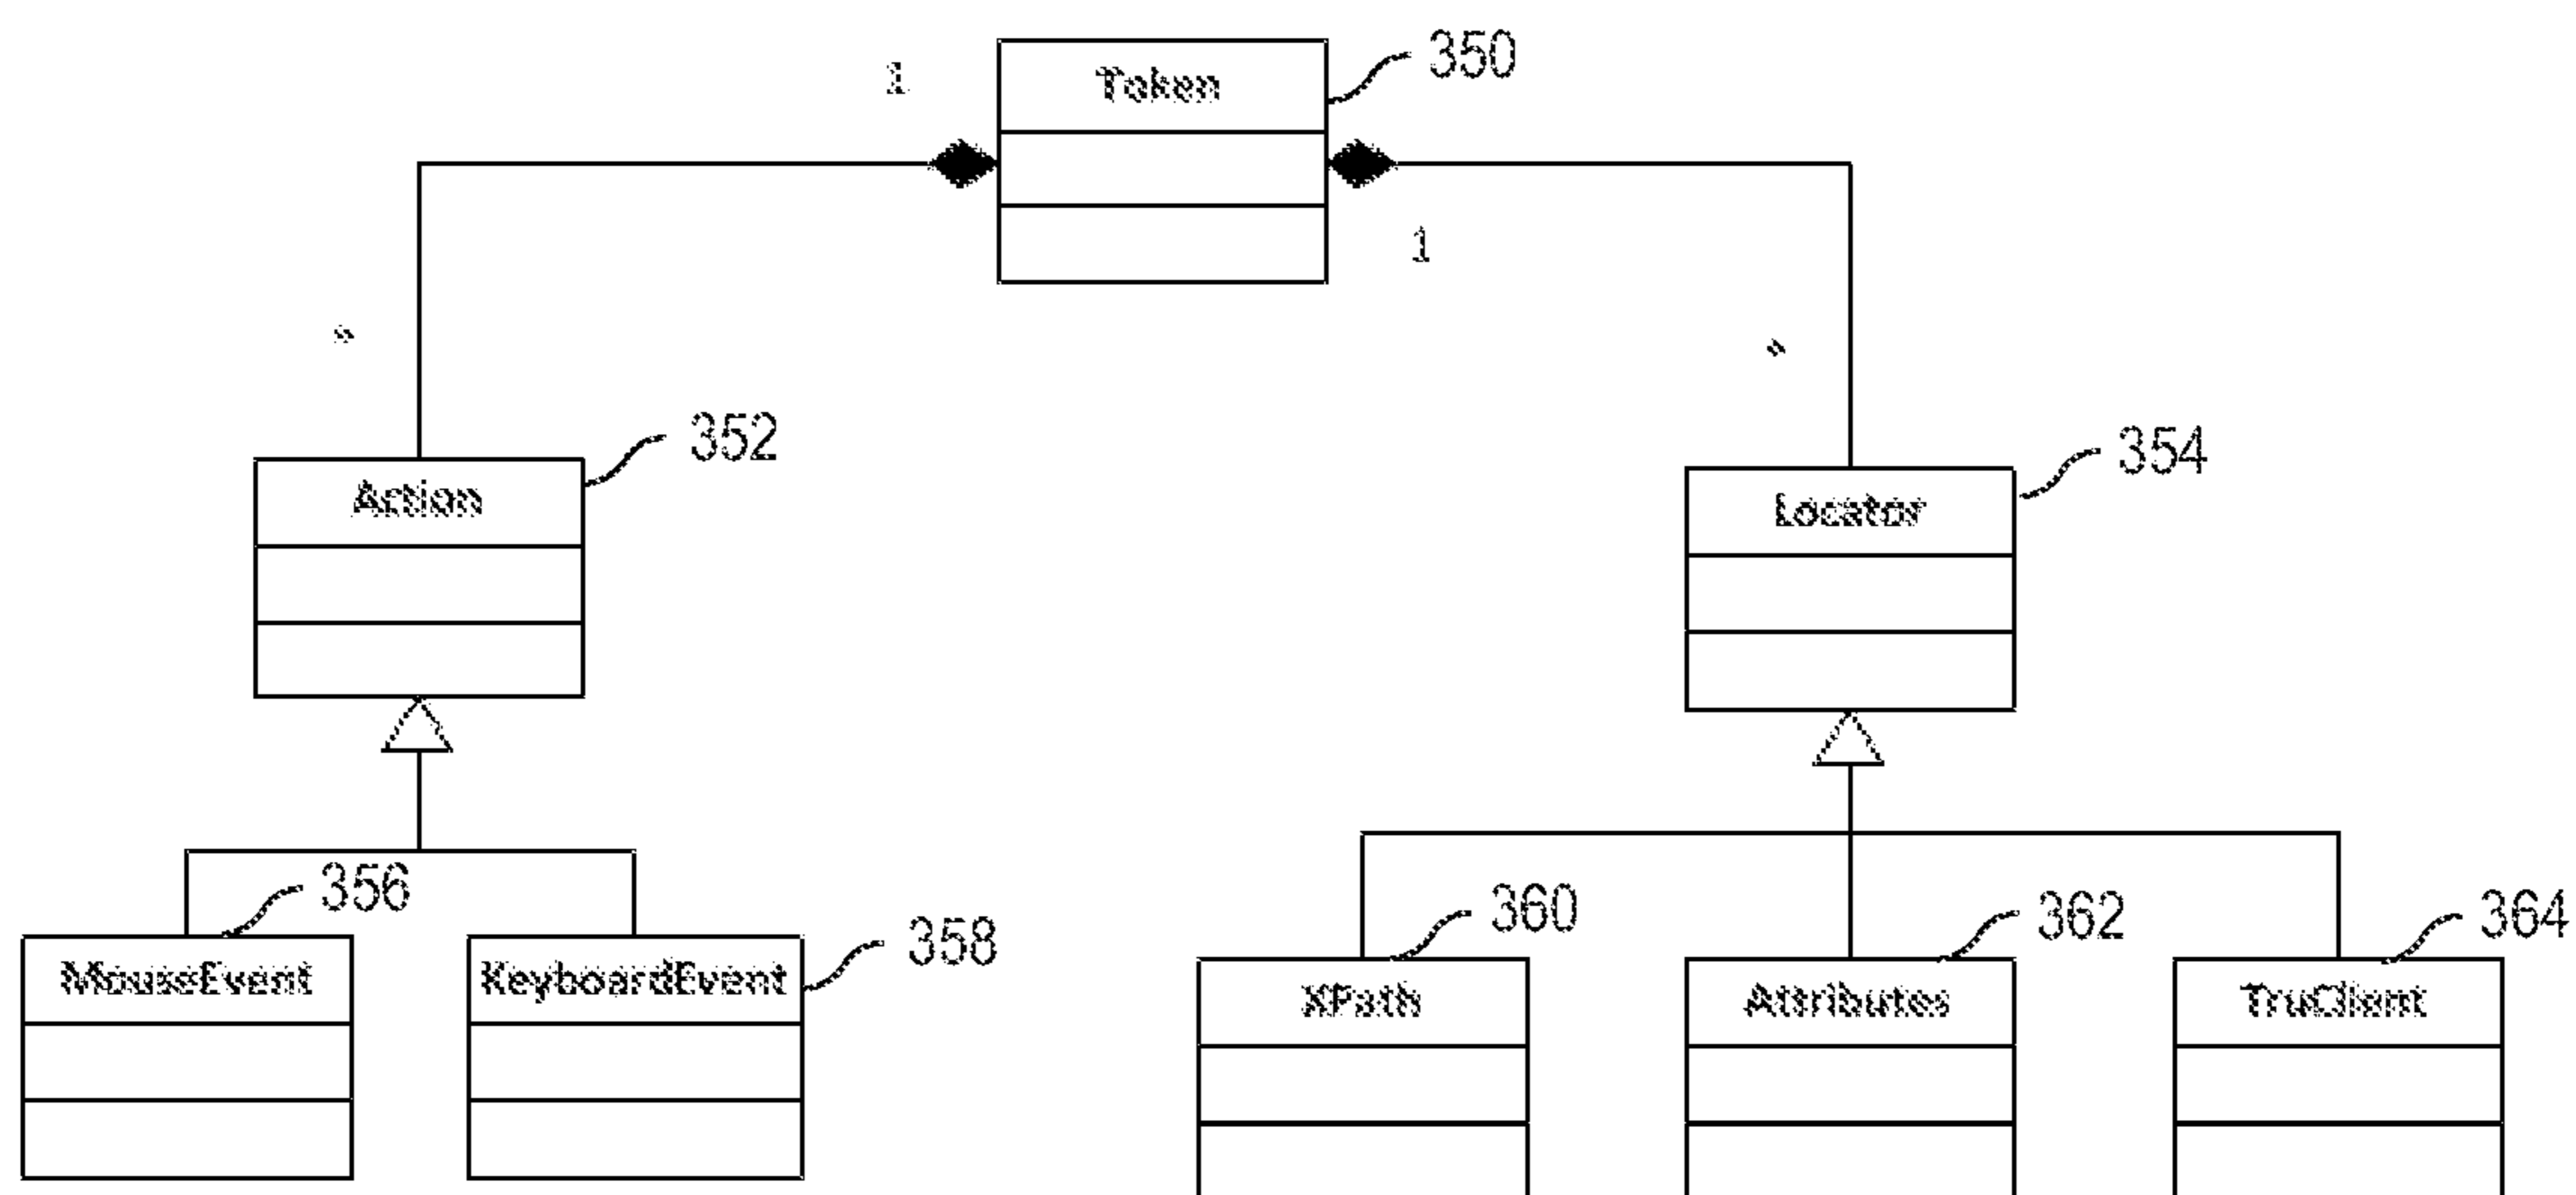 350
Token
1
1
*
*
352
354
Action
Locator
356
358
360
362
364
MouseEvent
KeyboardEvent
XPath
Attributes
TruClient